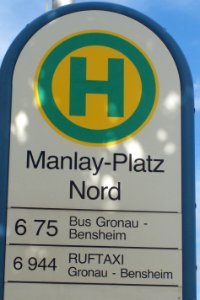 H
Manlay-Platz
Nord
6 75 Bus Gronau -
Bensheim
6 944 RUFTAXI
Gronau - Bensheim